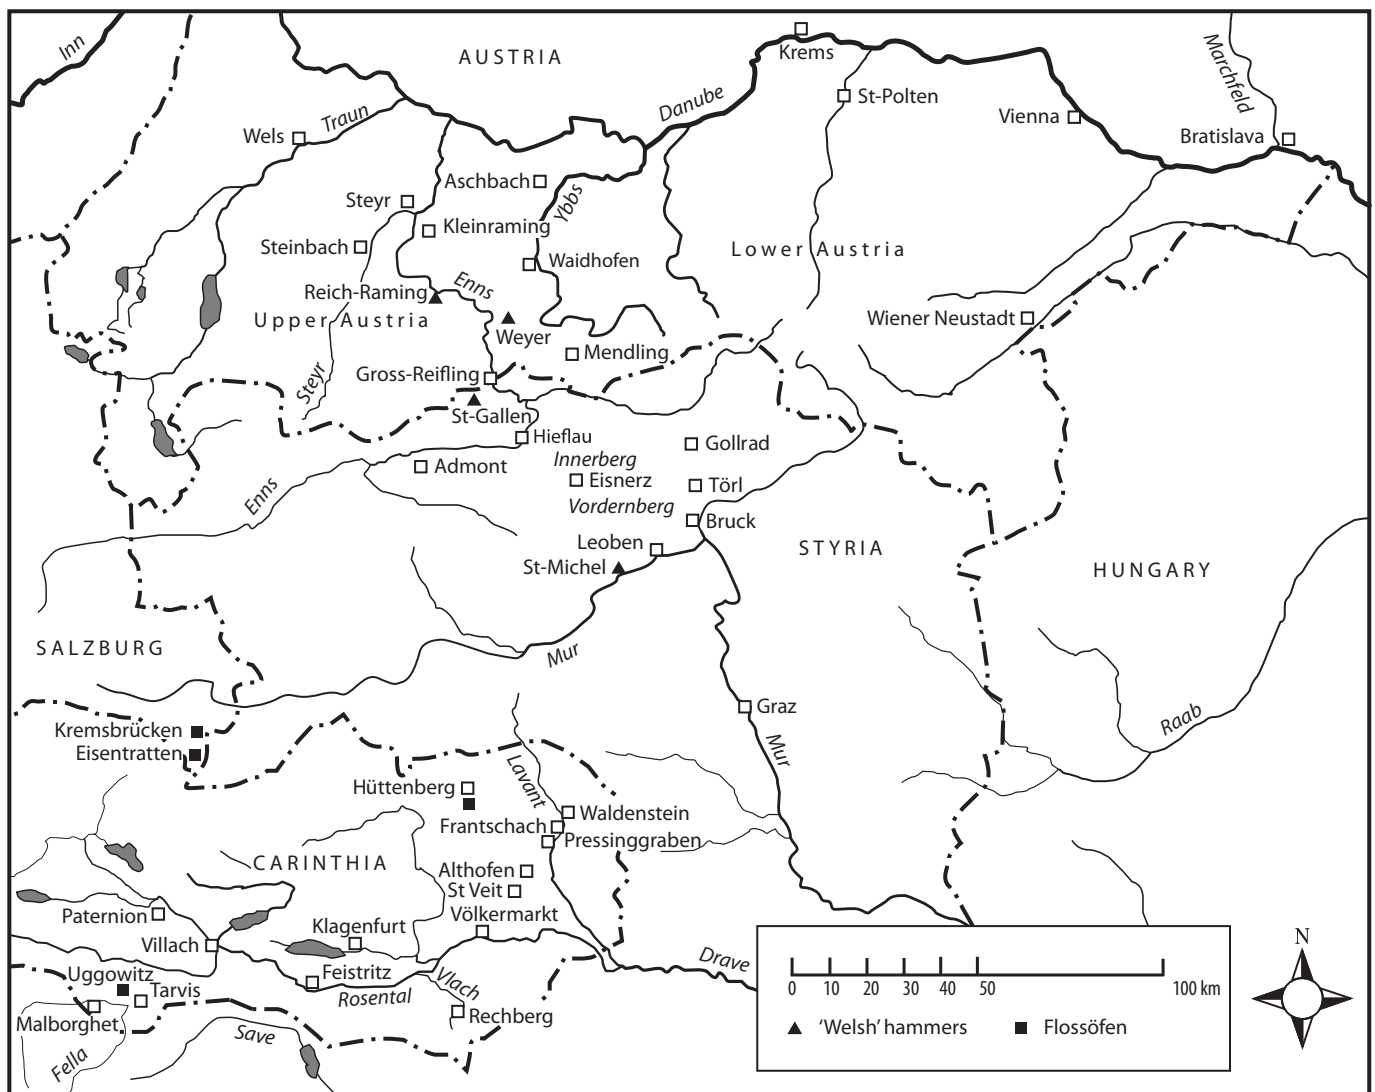 Inn
AUSTRIA
Krems
Marchfeld
Danube
St-Polten
Traun
Vienna
Wels
Bratislava
Aschbach
Ybbs
Steyr
Kleinraming
Steinbach
Lower Austria
Waidhofen
Enns
Reich-Raming
Upper Austria
Wiener Neustadt
Weyer
Mendling
Gross-Reifling
Steyr
St-Gallen
Hieflau
Gollrad
Innerberg
Admont
Eisnerz
Törl
Enns
Vordernberg
Bruck
Leoben
STYRIA
St-Michel
HUNGARY
SALZBURG
Mur
Graz
Raab
Kremsbrücken
Mur
Eisentratten
Lavant
Hüttenberg
Waldenstein
Frantschach
Pressinggraben
CARINTHIA
Althofen
St Veit
Paternion
Völkermarkt
Klagenfurt
Villach
Drave
Uggowitz
Feistritz
Vlach
Tarvis
Rosental
Malborghet
Rechberg
Save
Fella
N
0 10 20 30 40 50 100 km
'Welsh' hammers Flossöfen